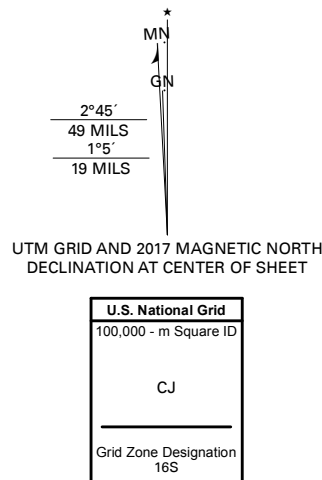 ★
MN
GN
2°45´
49 MILS
1°5´
19 MILS
UTM GRID AND 2017 MAGNETIC NORTH
DECLINATION AT CENTER OF SHEET
U.S. National Grid
100,000 - m Square ID
CJ
Grid Zone Designation
16S